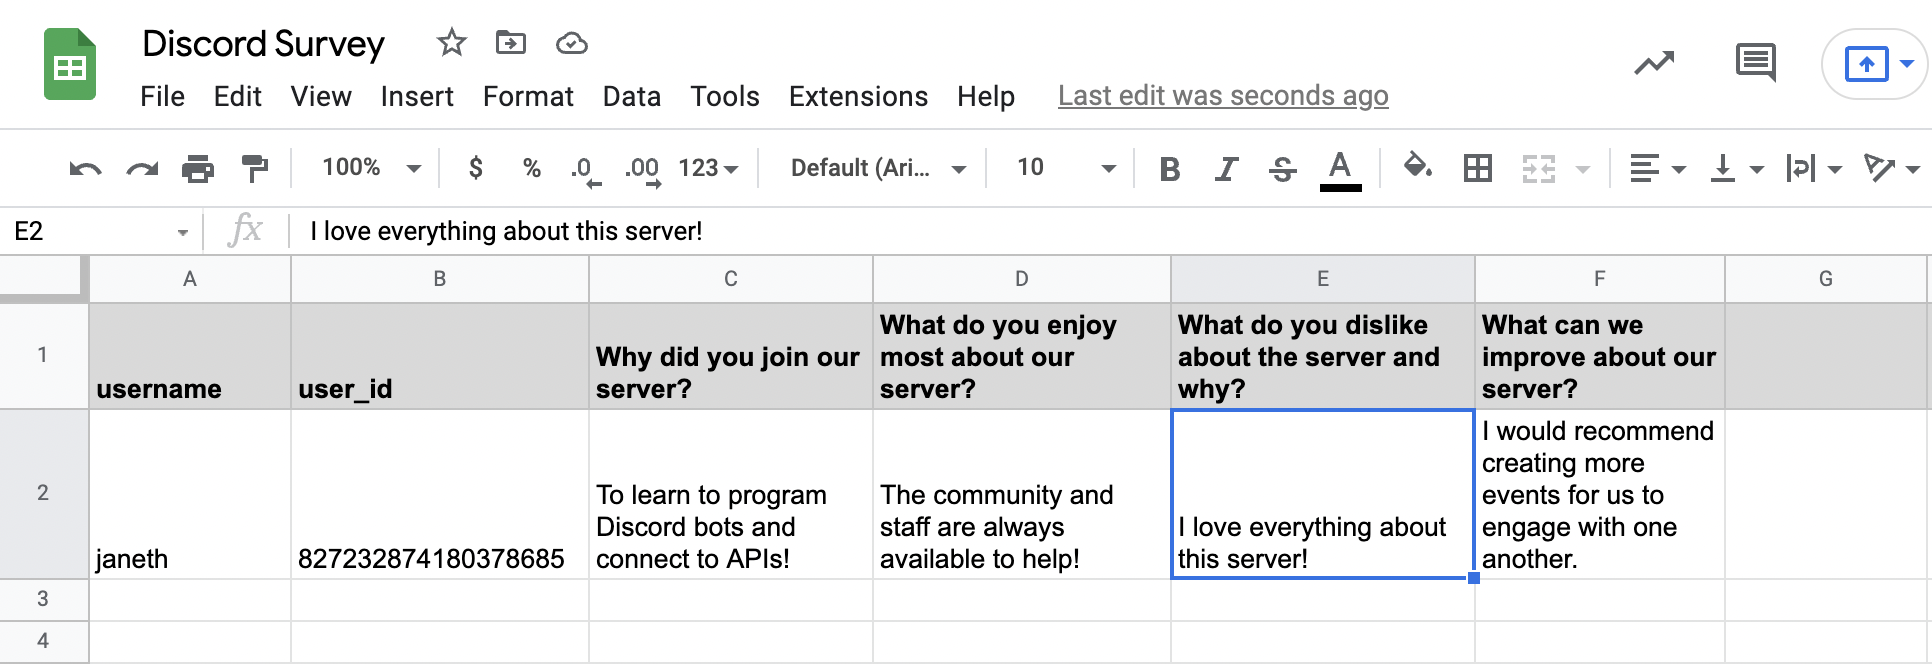 Discord Survey
File Edit View Insert Format Data Tools Extensions Help Last edit was seconds ago
100% $ % .0 .00 123 Default (Ari... 10 B I S A
E2 fx I love everything about this server!
A B C D E F G
1
username
user_id
Why did you join our
server?
What do you enjoy
most about our
server?
What do you dislike
about the server and
why?
What can we
improve about our
server?
2
janeth
827232874180378685
To learn to program
Discord bots and
connect to APIs!
The community and
staff are always
available to help!
I love everything about
this server!
I would recommend
creating more
events for us to
engage with one
another.
3
4